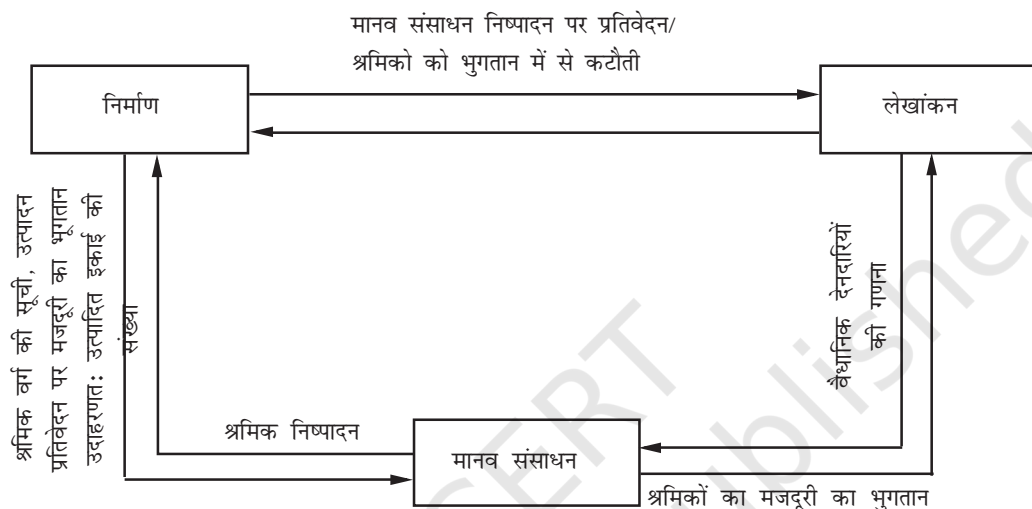 मानव संसाधन निष्पादन पर प्रतिवेदन/
श्रमिको को भुगतान में से कटौती
निर्माण
लेखांकन
श्रमिक वर्ग की सूची, उत्पादन
प्रतिवेदन पर मजदूरी का भूगतान
उदाहरणत: उत्पादित इकाई की
संख्या
वैधानिक देनदारियों
की गणना
श्रमिक निष्पादन
मानव संसाधन
श्रमिकों का मजदूरी का भुगतान